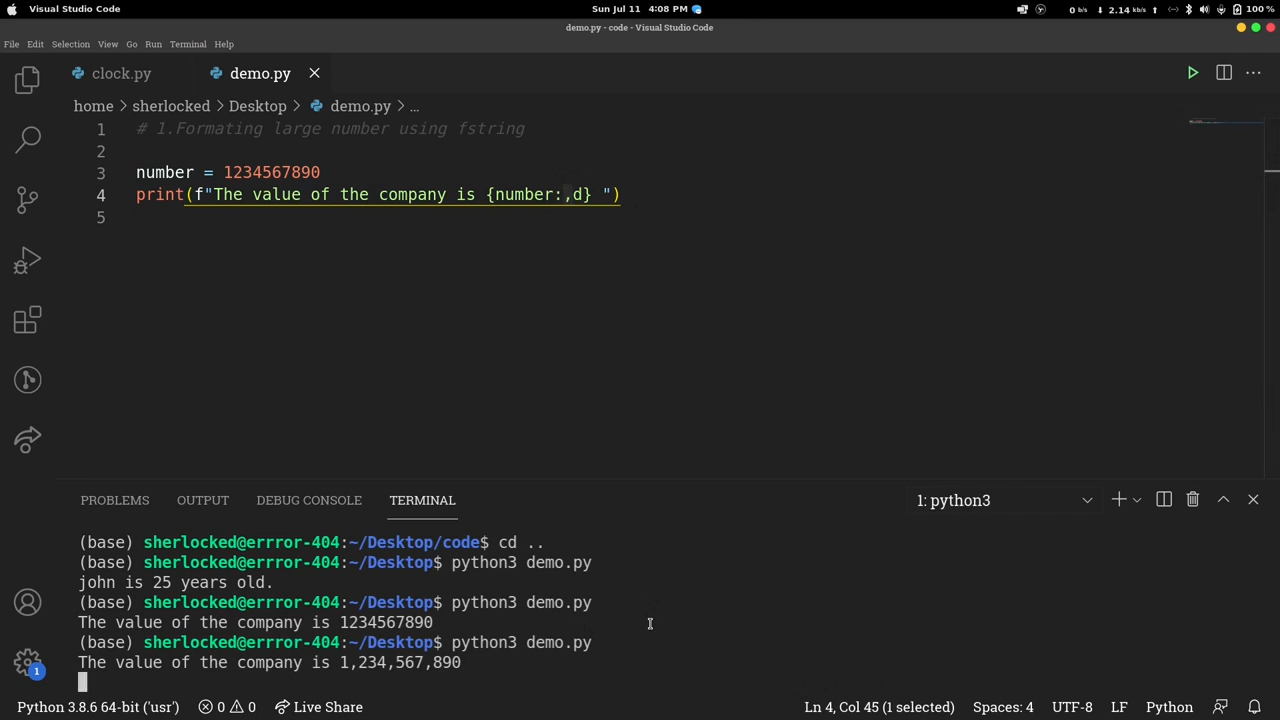 Visual Studio Code
Sun Jul 11 4:08 PM
0 b/s 2.14 kb/s 100 %
demo.py - code - Visual Studio Code
File Edit Selection View Go Run Terminal Help
clock.py demo.py
home > sherlocked > Desktop > demo.py > ...
1 # 1.Formating large number using fstring
2
3 number = 1234567890
4 print(f"The value of the company is {number:,d} ")
5
PROBLEMS OUTPUT DEBUG CONSOLE TERMINAL 1: python3
(base) sherlocked@errror-404:~/Desktop/code$ cd ..
(base) sherlocked@errror-404:~/Desktop$ python3 demo.py
john is 25 years old.
(base) sherlocked@errror-404:~/Desktop$ python3 demo.py
The value of the company is 1234567890
(base) sherlocked@errror-404:~/Desktop$ python3 demo.py
The value of the company is 1,234,567,890
1
Python 3.8.6 64-bit ('usr') 0 0 Live Share Ln 4, Col 45 (1 selected) Spaces: 4 UTF-8 LF Python